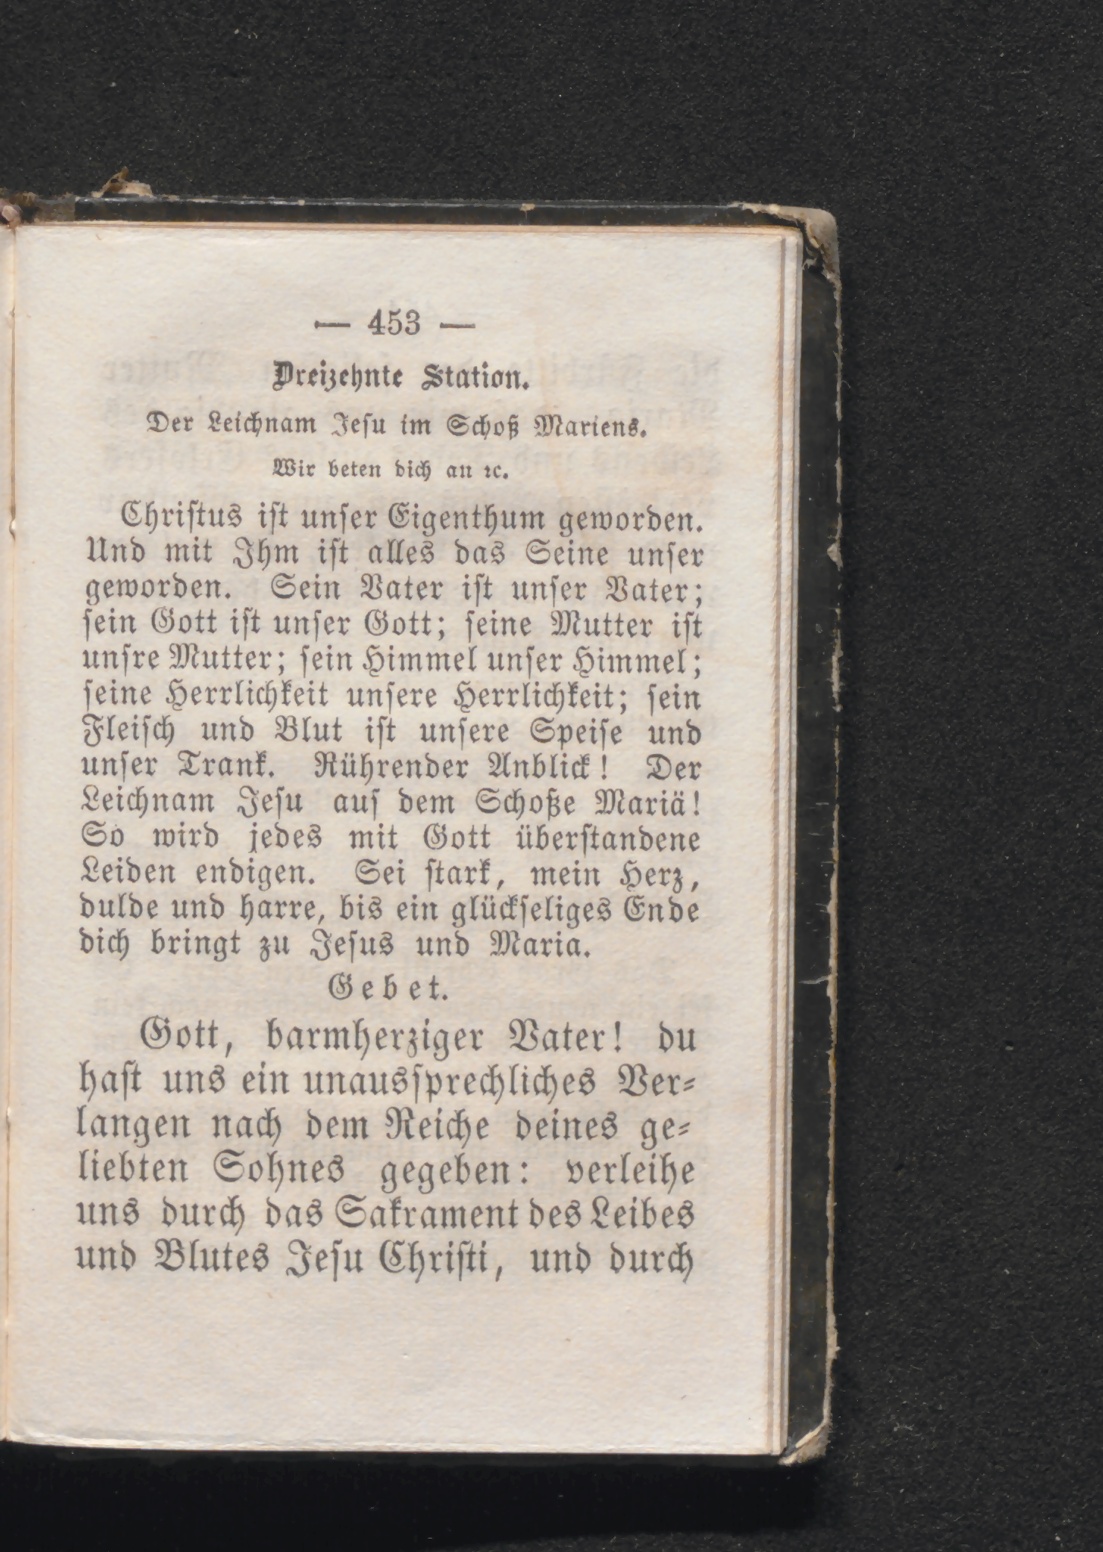 — 453 —
Dreizehnte Station.
Der Leichnam Jesu im Schoß Mariens.
Wir beten dich an ꝛc.
Christus ist unser Eigenthum geworden.
Und mit Ihm ist alles das Seine unser
geworden. Sein Vater ist unser Vater;
sein Gott ist unser Gott; seine Mutter ist
unsre Mutter; sein Himmel unser Himmel;
seine Herrlichkeit unsere Herrlichkeit; sein
Fleisch und Blut ist unsere Speise und
unser Trank. Rührender Anblick! Der
Leichnam Jesu auf dem Schoße Mariä!
So wird jedes mit Gott überstandene
Leiden endigen. Sei stark, mein Herz,
dulde und harre, bis ein glückseliges Ende
dich bringt zu Jesus und Maria.
Gebet.
Gott, barmherziger Vater! du
hast uns ein unaussprechliches Ver⸗
langen nach dem Reiche deines ge⸗
liebten Sohnes gegeben: verleihe
uns durch das Sakrament des Leibes
und Blutes Jesu Christi, und durch